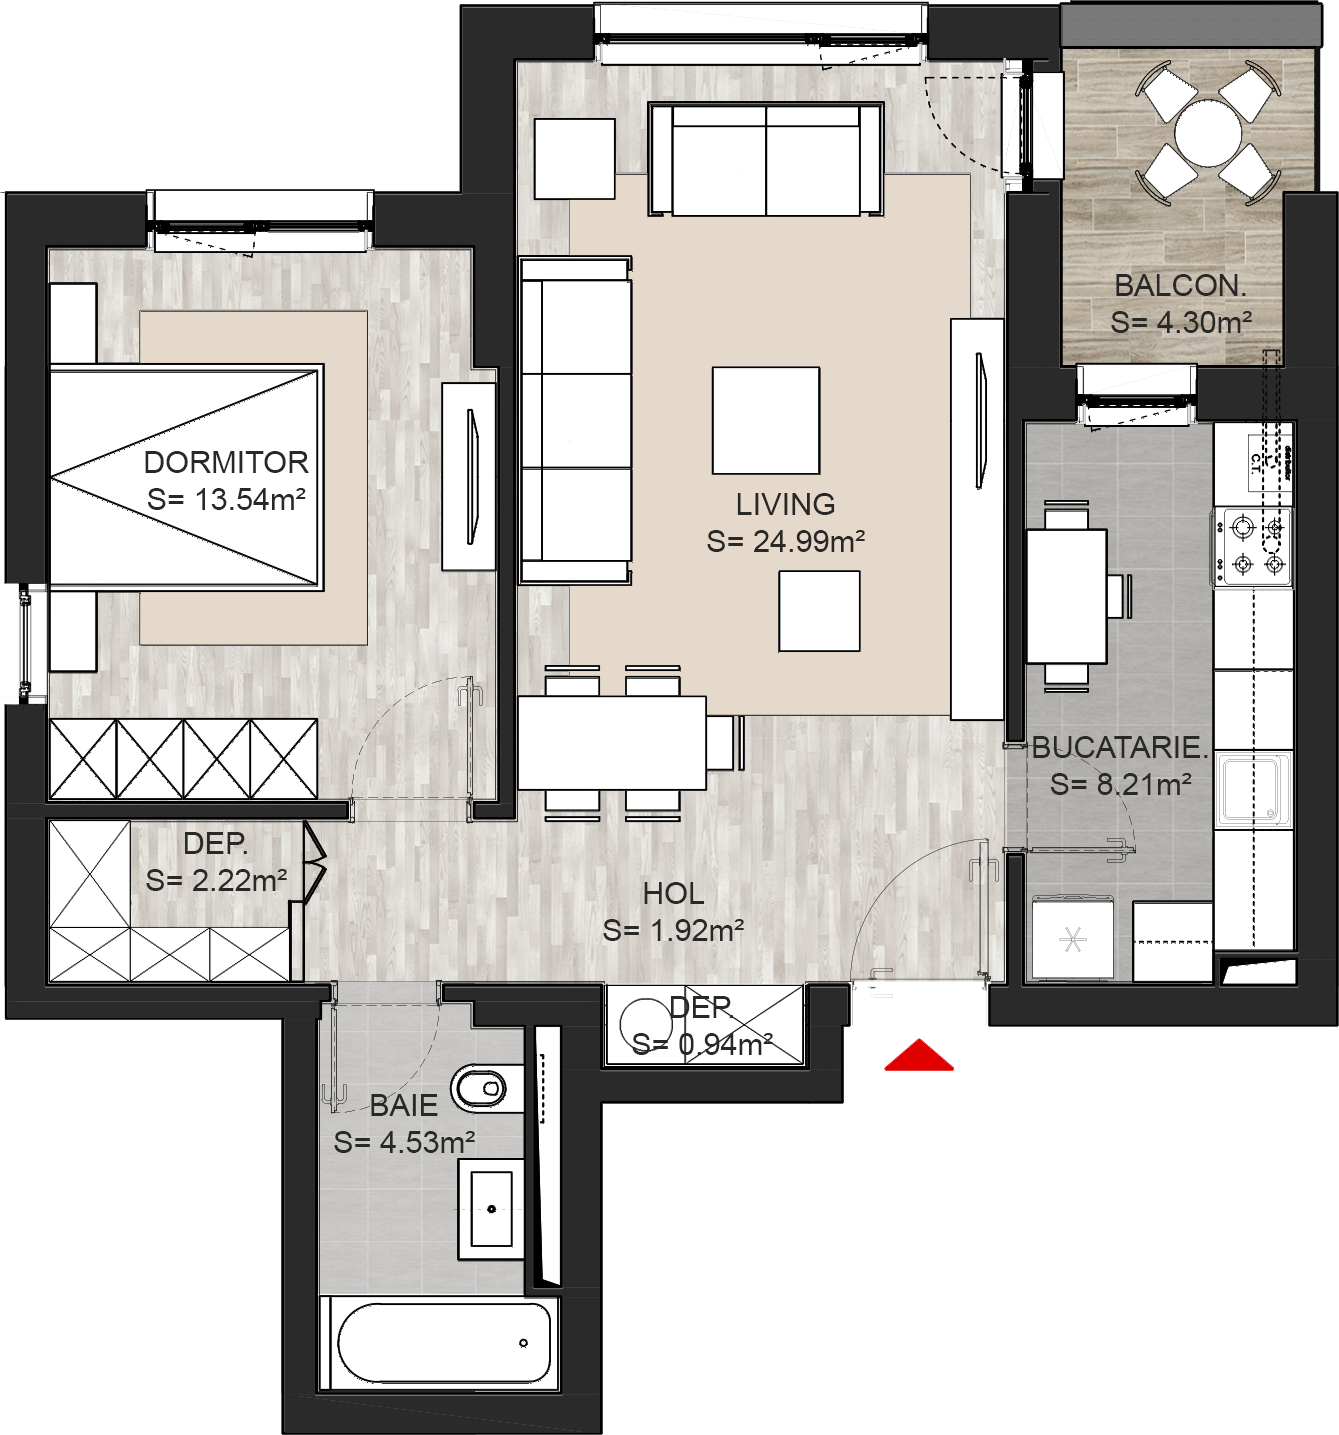 BALCON.
S= 4.30m²
DORMITOR
S= 13.54m²
LIVING
S= 24.99m²
C.T.
BUCATARIE.
S= 8.21m²
DEP.
S= 2.22m²
HOL
S= 1.92m²
DEP.
S= 0.94m²
BAIE
S= 4.53m²